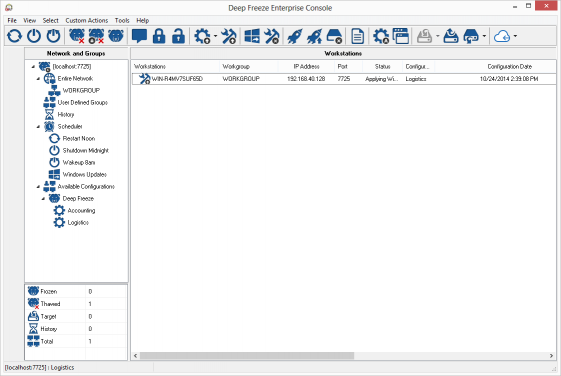 Deep Freeze Enterprise Console
File View Select Custom Actions Tools Help
Network and Groups
[localhost:7725]
Entire Network
WORKGROUP
User Defined Groups
History
Scheduler
Restart Noon
Shutdown Midnight
Wakeup 8am
Windows Updates
Available Configurations
Deep Freeze
Accounting
Logistics
Frozen 0
Thawed 1
Target 0
History 0
Total 1
Workstations
Workstations Workgroup IP Address Port Status Configur... Configuration Date
WIN-R4MV75UF65D WORKGROUP 192.168.40.128 7725 Applying Wi... Logistics 10/24/2014 2:39:08 PM
[localhost:7725] : Logistics